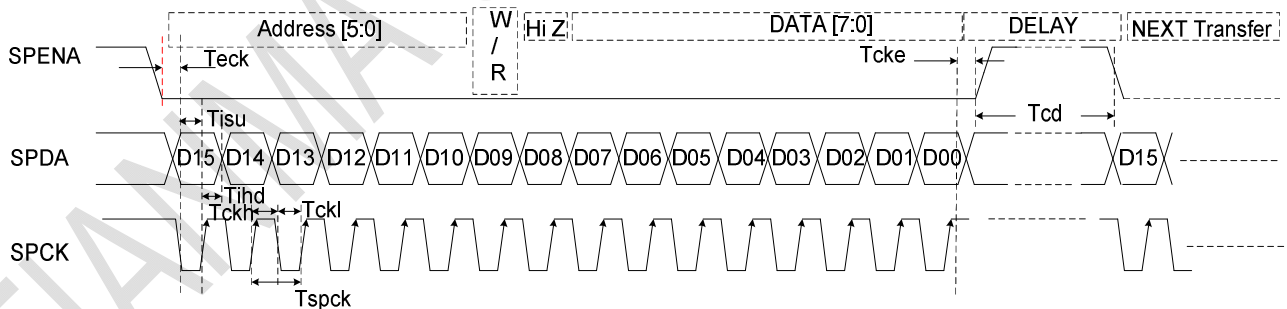 Address [5:0]
W
/
R
Hi Z
DATA [7:0]
DELAY
NEXT Transfer
SPENA
Teck
Tcke
Tisu
Tcd
SPDA
D15
D14
D13
D12
D11
D10
D09
D08
D07
D06
D05
D04
D03
D02
D01
D00
D15
Tihd
Tckh
Tckl
SPCK
Tspck
TIANMA